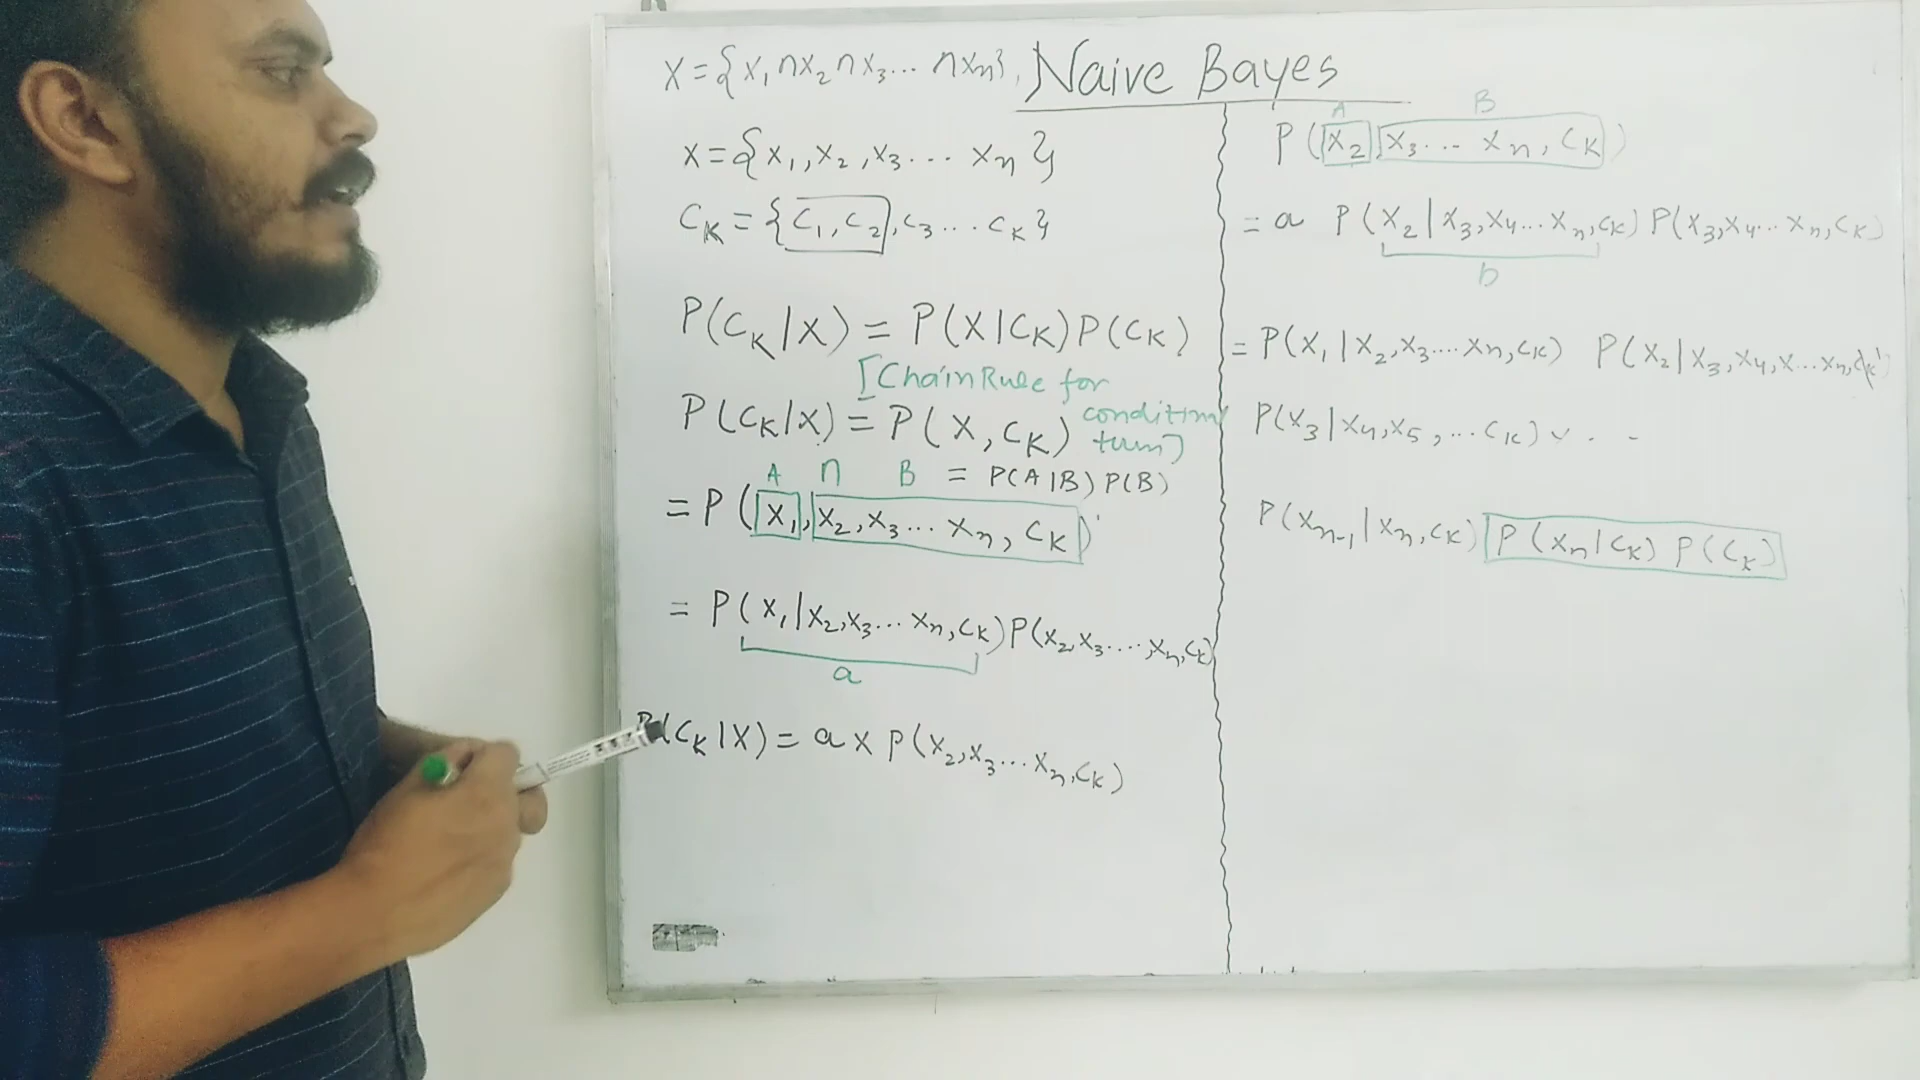 X = {x₁ ∩ x₂ ∩ x₃ ... ∩ xₙ},
Naive Bayes
x = {x₁, x₂, x₃ ... xₙ}
Cₖ = {C₁, C₂, C₃ ... Cₖ}
P(Cₖ|X) = P(X|Cₖ) P(Cₖ)
[Chain Rule for
P(Cₖ|X) = P(X, Cₖ) condition
term]
A ∩ B = P(A|B) P(B)
= P(x₁, x₂, x₃ ... xₙ, Cₖ)
= P(x₁|x₂, x₃ ... xₙ, Cₖ) P(x₂, x₃ ...., xₙ, Cₖ)
a
P(Cₖ|X) = a x P(x₂, x₃ ... xₙ, Cₖ)
A B
P(x₂, x₃ ... xₙ, Cₖ)
= a P(x₂|x₃, x₄ ... xₙ, Cₖ) P(x₃, x₄ ... xₙ, Cₖ)
b
= P(x₁|x₂, x₃ .... xₙ, Cₖ) P(x₂|x₃, x₄, x ... xₙ, Cₖ)
P(x₃|x₄, x₅, ... Cₖ)
P(xₙ₋₁|xₙ, Cₖ) P(xₙ|Cₖ) P(Cₖ)